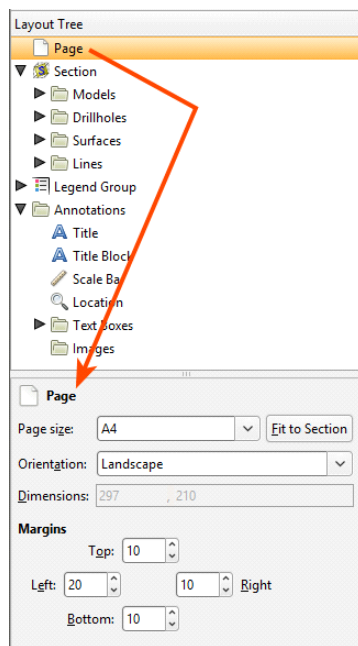 Layout Tree
Page
Section
Models
Drillholes
Surfaces
Lines
Legend Group
Annotations
Title
Title Block
Scale Ba
Location
Text Boxes
Images
Page
Page size: A4 Fit to Section
Orientation: Landscape
Dimensions: 297 , 210
Margins
Top: 10
Left: 20 10 Right
Bottom: 10